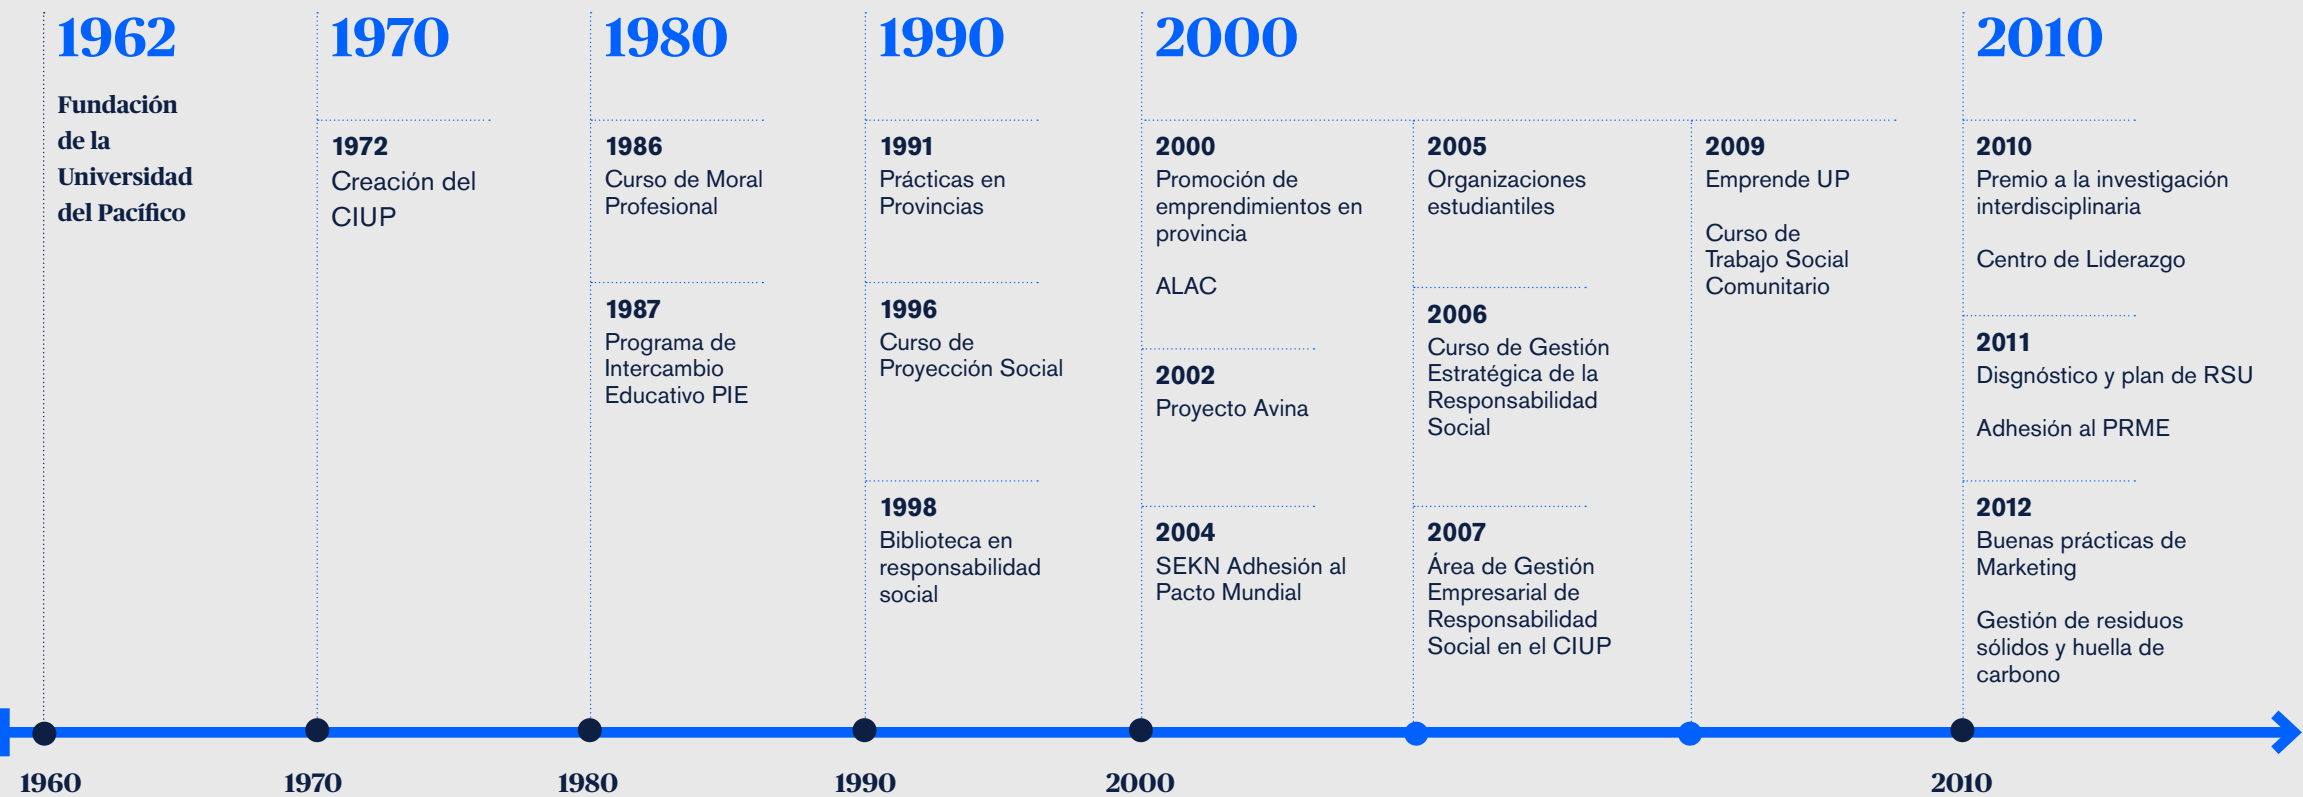 1962
Fundación
de la
Universidad
del Pacífico
1970
1972
Creación del
CIUP
1980
1986
Curso de Moral
Profesional
1987
Programa de
Intercambio
Educativo PIE
1990
1991
Prácticas en
Provincias
1996
Curso de
Proyección Social
1998
Biblioteca en
responsabilidad
social
2000
2000
Promoción de
emprendimientos en
provincia
ALAC
2002
Proyecto Avina
2004
SEKN Adhesión al
Pacto Mundial
2005
Organizaciones
estudiantiles
2006
Curso de Gestión
Estratégica de la
Responsabilidad
Social
2007
Área de Gestión
Empresarial de
Responsabilidad
Social en el CIUP
2009
Emprende UP
Curso de
Trabajo Social
Comunitario
2010
2010
Premio a la investigación
interdisciplinaria
Centro de Liderazgo
2011
Disgnóstico y plan de RSU
Adhesión al PRME
2012
Buenas prácticas de
Marketing
Gestión de residuos
sólidos y huella de
carbono
1960
1970
1980
1990
2000
2010